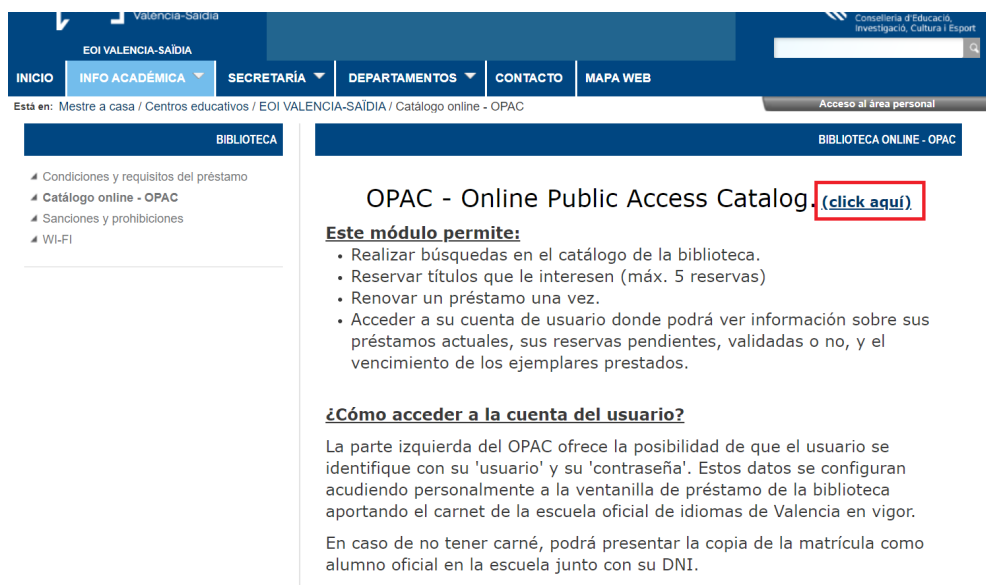 València-Saïdia
Conselleria d'Educació,
Investigació, Cultura i Esport
EOI VALENCIA-SAÏDIA
INICIO INFO ACADÉMICA SECRETARÍA DEPARTAMENTOS CONTACTO MAPA WEB
Está en: Mestre a casa / Centros educativos / EOI VALENCIA-SAÏDIA / Catálogo online - OPAC
Acceso al área personal
BIBLIOTECA
Condiciones y requisitos del préstamo
Catálogo online - OPAC
Sanciones y prohibiciones
WI-FI
BIBLIOTECA ONLINE - OPAC
OPAC - Online Public Access Catalog. (click aquí)
Este módulo permite:
• Realizar búsquedas en el catálogo de la biblioteca.
• Reservar títulos que le interesen (máx. 5 reservas)
• Renovar un préstamo una vez.
• Acceder a su cuenta de usuario donde podrá ver información sobre sus
préstamos actuales, sus reservas pendientes, validadas o no, y el
vencimiento de los ejemplares prestados.
¿Cómo acceder a la cuenta del usuario?
La parte izquierda del OPAC ofrece la posibilidad de que el usuario se
identifique con su 'usuario' y su 'contraseña'. Estos datos se configuran
acudiendo personalmente a la ventanilla de préstamo de la biblioteca
aportando el carnet de la escuela oficial de idiomas de Valencia en vigor.
En caso de no tener carné, podrá presentar la copia de la matrícula como
alumno oficial en la escuela junto con su DNI.